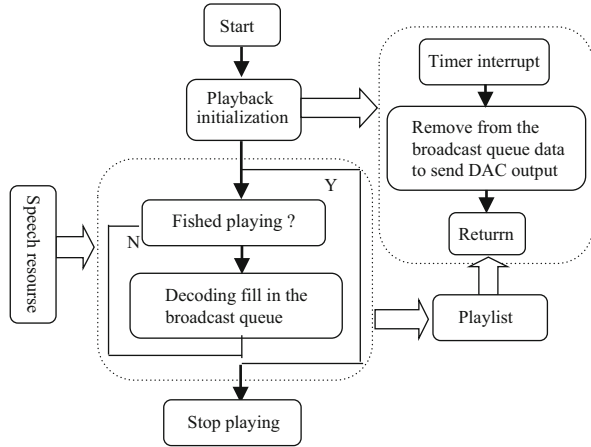 Start
Playback
initialization
Timer interrupt
Remove from the
broadcast queue data
to send DAC output
Returrn
Speech resourse
Y
Fished playing ?
N
Decoding fill in the
broadcast queue
Playlist
Stop playing